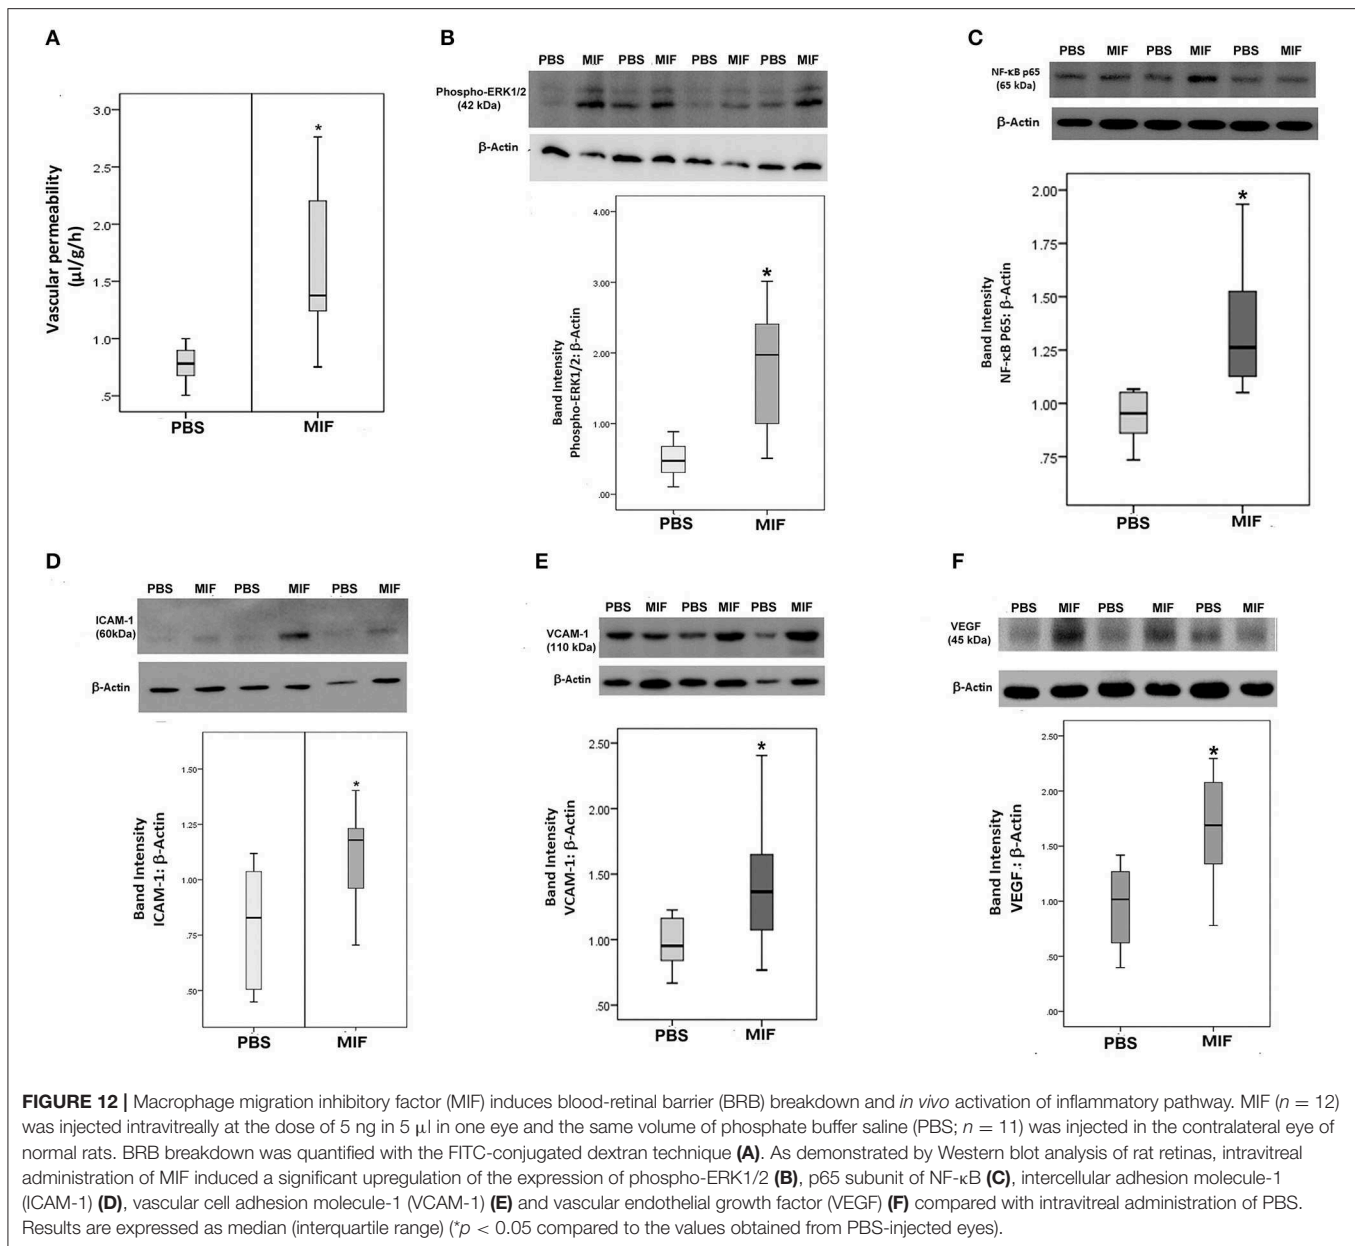 A
3.0
2.5
2.0
1.5
1.0
.5
Vascular permeability
(µl/g/h)
*
PBS MIF
B
PBS MIF PBS MIF PBS MIF PBS MIF
Phospho-ERK1/2
(42 kDa)
β-Actin
4.00
3.00
2.00
1.00
.00
Band Intensity
Phospho-ERK1/2: β-Actin
*
PBS MIF
C
PBS MIF PBS MIF PBS MIF
NF-κB p65
(65 kDa)
β-Actin
2.00
1.50
1.25
1.00
.75
Band Intensity
NF-κB P65: β-Actin
*
PBS MIF
D
PBS MIF PBS MIF PBS MIF
ICAM-1
(60kDa)
β-Actin
1.50
1.25
1.00
.75
.50
Band Intensity
ICAM-1: β-Actin
*
PBS MIF
E
PBS MIF PBS MIF PBS MIF
VCAM-1
(110 kDa)
β-Actin
2.50
2.00
1.50
1.00
.50
Band Intensity
VCAM-1: β-Actin
*
PBS MIF
F
PBS MIF PBS MIF PBS MIF
VEGF
(45 kDa)
β-Actin
2.50
2.00
1.50
1.00
.50
.00
Band Intensity
VEGF.: β-Actin
*
PBS MIF
FIGURE 12 | Macrophage migration inhibitory factor (MIF) induces blood-retinal barrier (BRB) breakdown and in vivo activation of inflammatory pathway. MIF (n = 12)
was injected intravitreally at the dose of 5 ng in 5 µl in one eye and the same volume of phosphate buffer saline (PBS; n = 11) was injected in the contralateral eye of
normal rats. BRB breakdown was quantified with the FITC-conjugated dextran technique (A). As demonstrated by Western blot analysis of rat retinas, intravitreal
administration of MIF induced a significant upregulation of the expression of phospho-ERK1/2 (B), p65 subunit of NF-κB (C), intercellular adhesion molecule-1
(ICAM-1) (D), vascular cell adhesion molecule-1 (VCAM-1) (E) and vascular endothelial growth factor (VEGF) (F) compared with intravitreal administration of PBS.
Results are expressed as median (interquartile range) (*p < 0.05 compared to the values obtained from PBS-injected eyes).